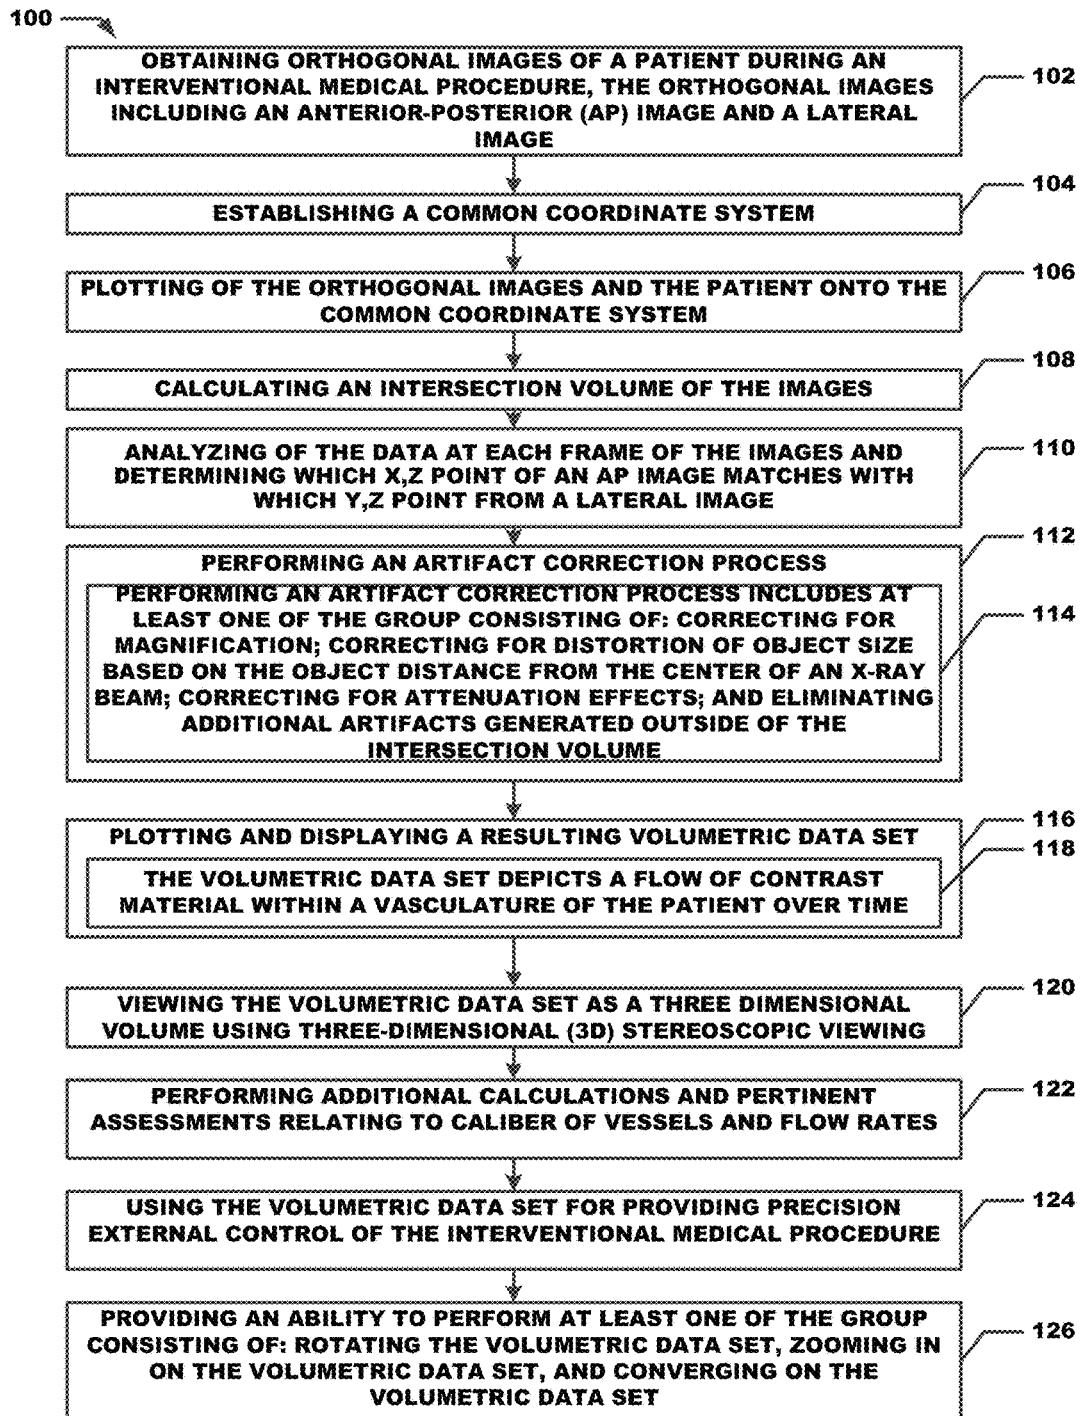 100
OBTAINING ORTHOGONAL IMAGES OF A PATIENT DURING AN
INTERVENTIONAL MEDICAL PROCEDURE, THE ORTHOGONAL IMAGES
INCLUDING AN ANTERIOR-POSTERIOR (AP) IMAGE AND A LATERAL
IMAGE
102
ESTABLISHING A COMMON COORDINATE SYSTEM
104
PLOTTING OF THE ORTHOGONAL IMAGES AND THE PATIENT ONTO THE
COMMON COORDINATE SYSTEM
106
CALCULATING AN INTERSECTION VOLUME OF THE IMAGES
108
ANALYZING OF THE DATA AT EACH FRAME OF THE IMAGES AND
DETERMINING WHICH X,Z POINT OF AN AP IMAGE MATCHES WITH
WHICH Y,Z POINT FROM A LATERAL IMAGE
110
PERFORMING AN ARTIFACT CORRECTION PROCESS
112
PERFORMING AN ARTIFACT CORRECTION PROCESS INCLUDES AT
LEAST ONE OF THE GROUP CONSISTING OF: CORRECTING FOR
MAGNIFICATION; CORRECTING FOR DISTORTION OF OBJECT SIZE
BASED ON THE OBJECT DISTANCE FROM THE CENTER OF AN X-RAY
BEAM; CORRECTING FOR ATTENUATION EFFECTS; AND ELIMINATING
ADDITIONAL ARTIFACTS GENERATED OUTSIDE OF THE
INTERSECTION VOLUME
114
PLOTTING AND DISPLAYING A RESULTING VOLUMETRIC DATA SET
116
THE VOLUMETRIC DATA SET DEPICTS A FLOW OF CONTRAST
MATERIAL WITHIN A VASCULATURE OF THE PATIENT OVER TIME
118
VIEWING THE VOLUMETRIC DATA SET AS A THREE DIMENSIONAL
VOLUME USING THREE-DIMENSIONAL (3D) STEREOSCOPIC VIEWING
120
PERFORMING ADDITIONAL CALCULATIONS AND PERTINENT
ASSESSMENTS RELATING TO CALIBER OF VESSELS AND FLOW RATES
122
USING THE VOLUMETRIC DATA SET FOR PROVIDING PRECISION
EXTERNAL CONTROL OF THE INTERVENTIONAL MEDICAL PROCEDURE
124
PROVIDING AN ABILITY TO PERFORM AT LEAST ONE OF THE GROUP
CONSISTING OF: ROTATING THE VOLUMETRIC DATA SET, ZOOMING IN
ON THE VOLUMETRIC DATA SET, AND CONVERGING ON THE
VOLUMETRIC DATA SET
126